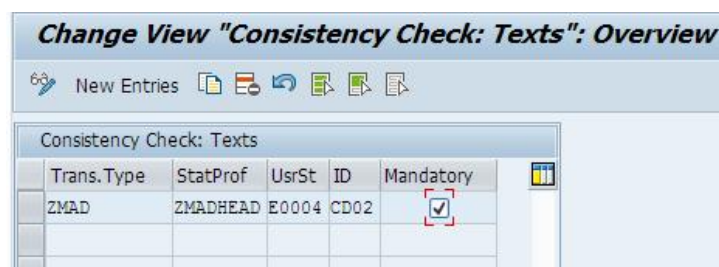 Change View "Consistency Check: Texts": Overview
New Entries
Consistency Check: Texts
Trans.Type StatProf UsrSt ID Mandatory
ZMAD ZMADHEAD E0004 CD02